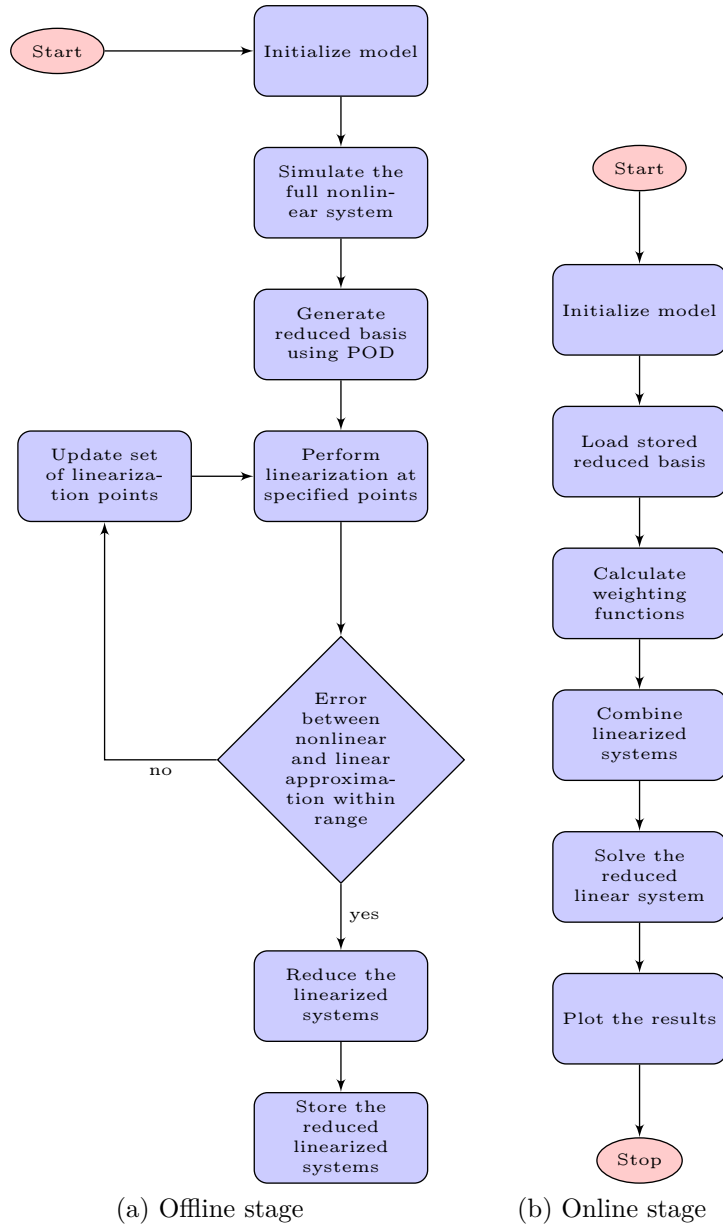 Start
Initialize model
Simulate the
full nonlin-
ear system
Generate
reduced basis
using POD
Update set
of lineariza-
tion points
Perform
linearization at
specified points
Error
between
nonlinear
and linear
approxima-
tion within
range
no
yes
Reduce the
linearized
systems
Store the
reduced
linearized
systems
(a) Offline stage
Start
Initialize model
Load stored
reduced basis
Calculate
weighting
functions
Combine
linearized
systems
Solve the
reduced
linear system
Plot the results
Stop
(b) Online stage